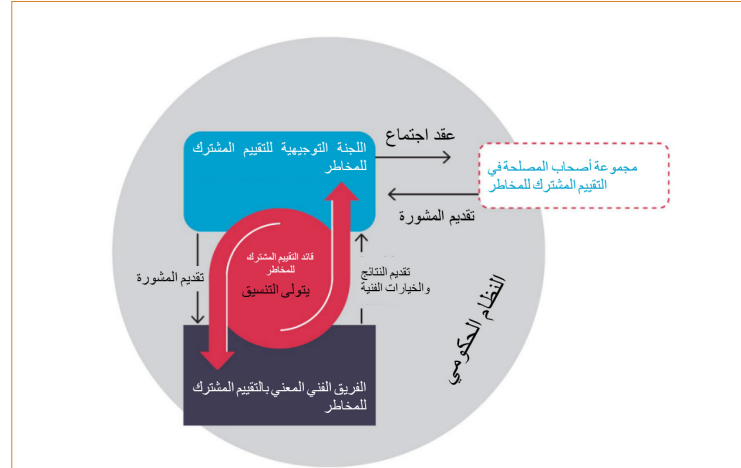 عقد اجتماع
اللجنة التوجيهية للتقييم المشترك
للمخاطر
مجموعة أصحاب المصلحة في
التقييم المشترك للمخاطر
تقديم المشورة
قائد التقييم المشترك
للمخاطر
يتولى التنسيق
تقديم المشورة
تقديم النتائج
والخيارات الفنية
النظام الحكومي
الفريق الفني المعني بالتقييم المشترك
للمخاطر